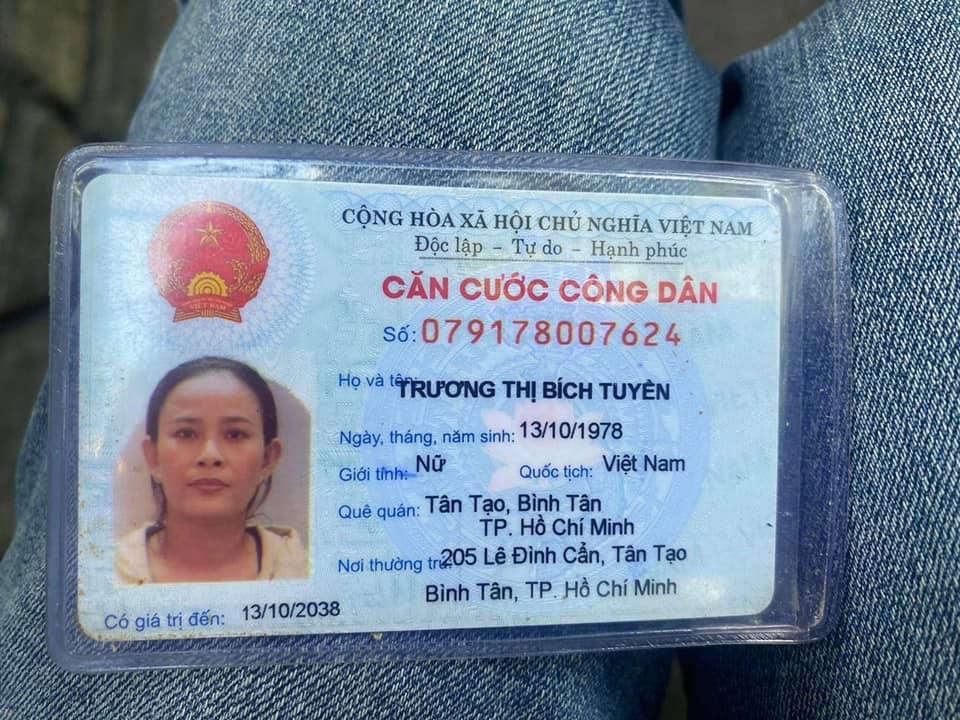 CỘNG HÒA XÃ HỘI CHỦ NGHĨA VIỆT NAM
Độc lập – Tự do – Hạnh phúc
CĂN CƯỚC CÔNG DÂN
Số: 079178007624
Họ và tên: TRƯƠNG THỊ BÍCH TUYỀN
Ngày, tháng, năm sinh: 13/10/1978
Giới tính: Nữ Quốc tịch: Việt Nam
Quê quán: Tân Tạo, Bình Tân
TP. Hồ Chí Minh
Nơi thường trú: 205 Lê Đình Cẩn, Tân Tạo
Bình Tân, TP. Hồ Chí Minh
Có giá trị đến: 13/10/2038